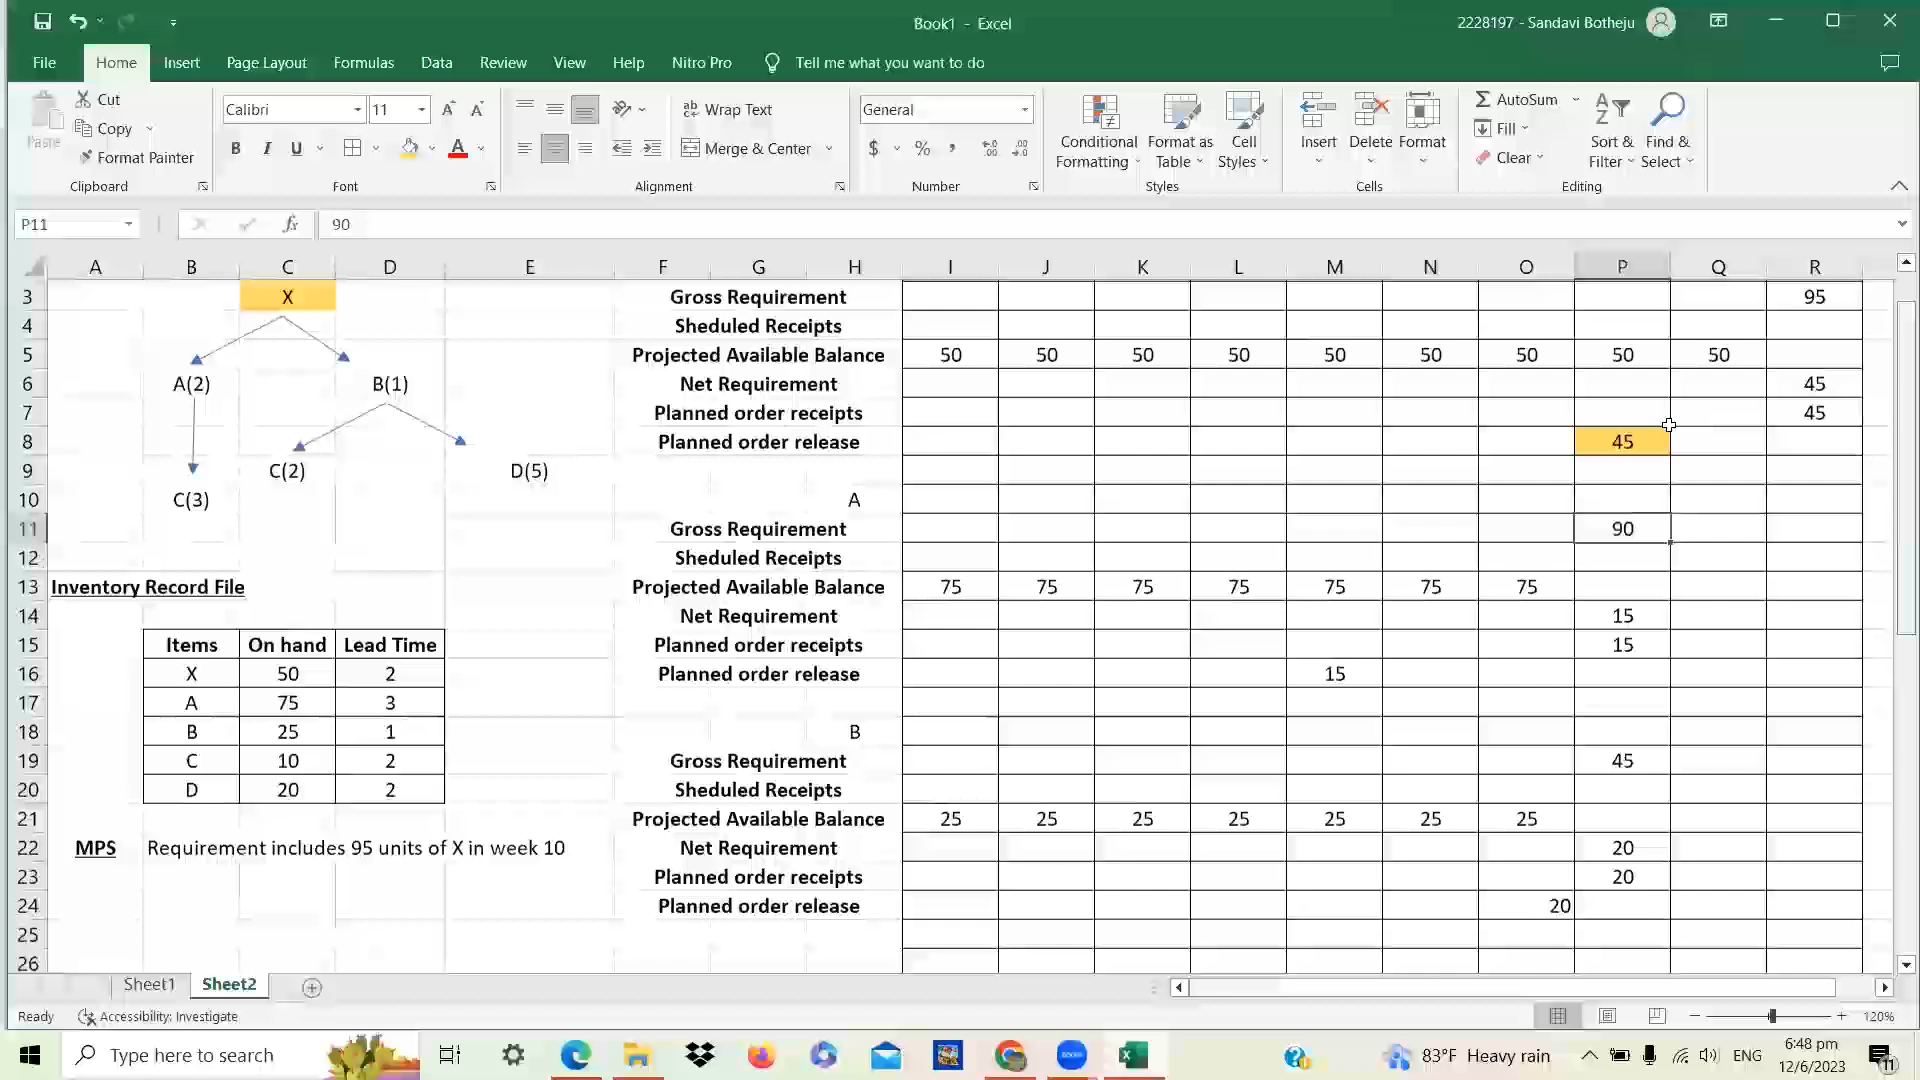 Book1 - Excel
2228197 - Sandavi Botheju
File Home Insert Page Layout Formulas Data Review View Help Nitro Pro Tell me what you want to do
Paste
Cut
Copy
Format Painter
Calibri 11
B I U
Wrap Text
Merge & Center
General
$ % ,
Conditional Formatting
Format as Table
Cell Styles
Insert Delete Format
AutoSum
Fill
Clear
Sort & Filter
Find & Select
Clipboard Font Alignment Number Styles Cells Editing
P11 fx 90
A B C D E F G H I J K L M N O P Q R
3 X Gross Requirement 95
4 Sheduled Receipts
5 Projected Available Balance 50 50 50 50 50 50 50 50 50
6 A(2) B(1) Net Requirement 45
7 Planned order receipts 45
8 Planned order release 45
9 C(2) D(5)
10 C(3) A
11 Gross Requirement 90
12 Sheduled Receipts
13 Inventory Record File Projected Available Balance 75 75 75 75 75 75 75
14 Net Requirement 15
15 Items On hand Lead Time Planned order receipts 15
16 X 50 2 Planned order release 15
17 A 75 3
18 B 25 1 B
19 C 10 2 Gross Requirement 45
20 D 20 2 Sheduled Receipts
21 Projected Available Balance 25 25 25 25 25 25 25
22 MPS Requirement includes 95 units of X in week 10 Net Requirement 20
23 Planned order receipts 20
24 Planned order release 20
25
26
Sheet1 Sheet2
Ready Accessibility: Investigate 120%
Type here to search
zoom
83°F Heavy rain
ENG
6:48 pm
12/6/2023
11